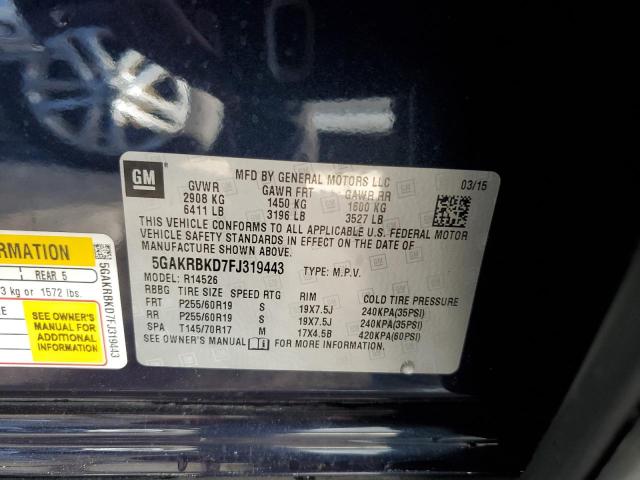 GM
MFD BY GENERAL MOTORS LLC
03/15
GVWR GAWR FRT GAWR RR
2908 KG 1450 KG 1600 KG
6411 LB 3196 LB 3527 LB
THIS VEHICLE CONFORMS TO ALL APPLICABLE U.S. FEDERAL MOTOR
VEHICLE SAFETY STANDARDS IN EFFECT ON THE DATE OF
MANUFACTURE SHOWN ABOVE.
5GAKRBKD7FJ319443 TYPE: M.P.V.
MODEL: R14526
RBBG TIRE SIZE SPEED RTG RIM COLD TIRE PRESSURE
FRT P255/60R19 S 19X7.5J 240KPA(35PSI)
RR P255/60R19 S 19X7.5J 240KPA(35PSI)
SPA T145/70R17 M 17X4.5B 420KPA(60PSI)
SEE OWNER'S MANUAL FOR MORE INFORMATION.
ORMATION
REAR 5
3 kg or 1572 lbs.
SEE OWNER'S
MANUAL FOR
ADDITIONAL
INFORMATION
5GAKRBKD7FJ319443